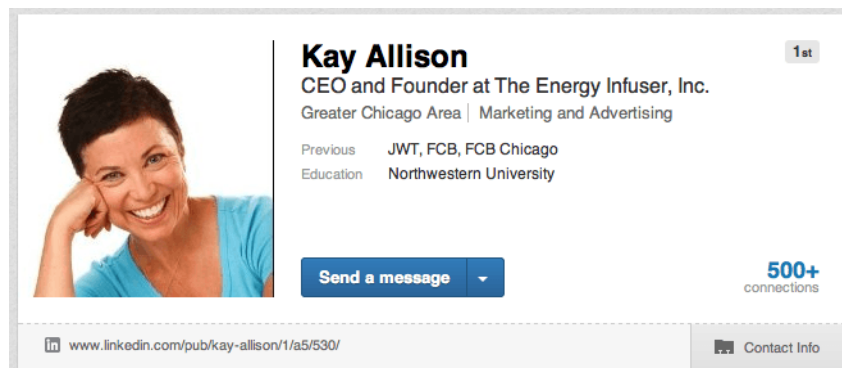 Kay Allison
1st
CEO and Founder at The Energy Infuser, Inc.
Greater Chicago Area | Marketing and Advertising
Previous JWT, FCB, FCB Chicago
Education Northwestern University
Send a message
500+
connections
in www.linkedin.com/pub/kay-allison/1/a5/530/
Contact Info